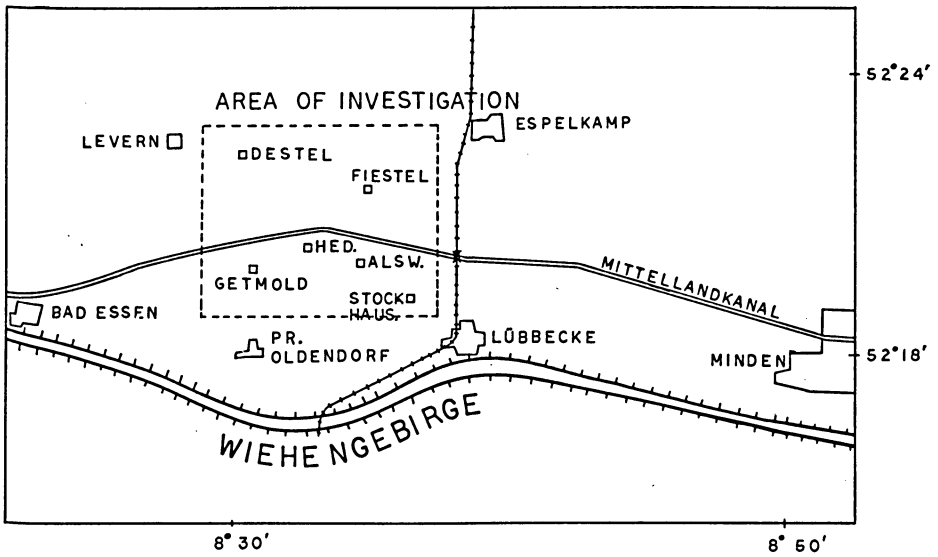 52° 24'
AREA OF INVESTIGATION
ESPELKAMP
LEVERN
DESTEL
FIESTEL
HED.
ALSW.
GETMOLD
MITTELLANDKANAL
STOCK
HAUS.
BAD ESSEN
PR.
OLDENDORF
LÜBBECKE
MINDEN
52° 18'
WIEHENGEBIRGE
8° 30'
8° 50'